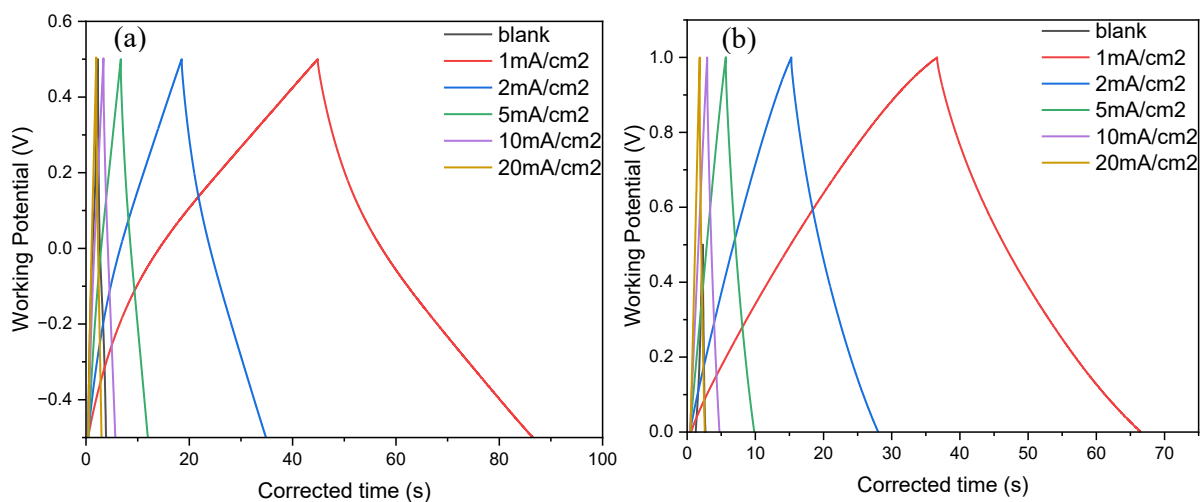 (a)
blank
1mA/cm2
2mA/cm2
5mA/cm2
10mA/cm2
20mA/cm2
Working Potential (V)
0.6
0.4
0.2
0.0
−0.2
−0.4
0 20 40 60 80 100
Corrected time (s)
(b)
blank
1mA/cm2
2mA/cm2
5mA/cm2
10mA/cm2
20mA/cm2
Working Potential (V)
1.0
0.8
0.6
0.4
0.2
0.0
0 10 20 30 40 50 60 70
Corrected time (s)